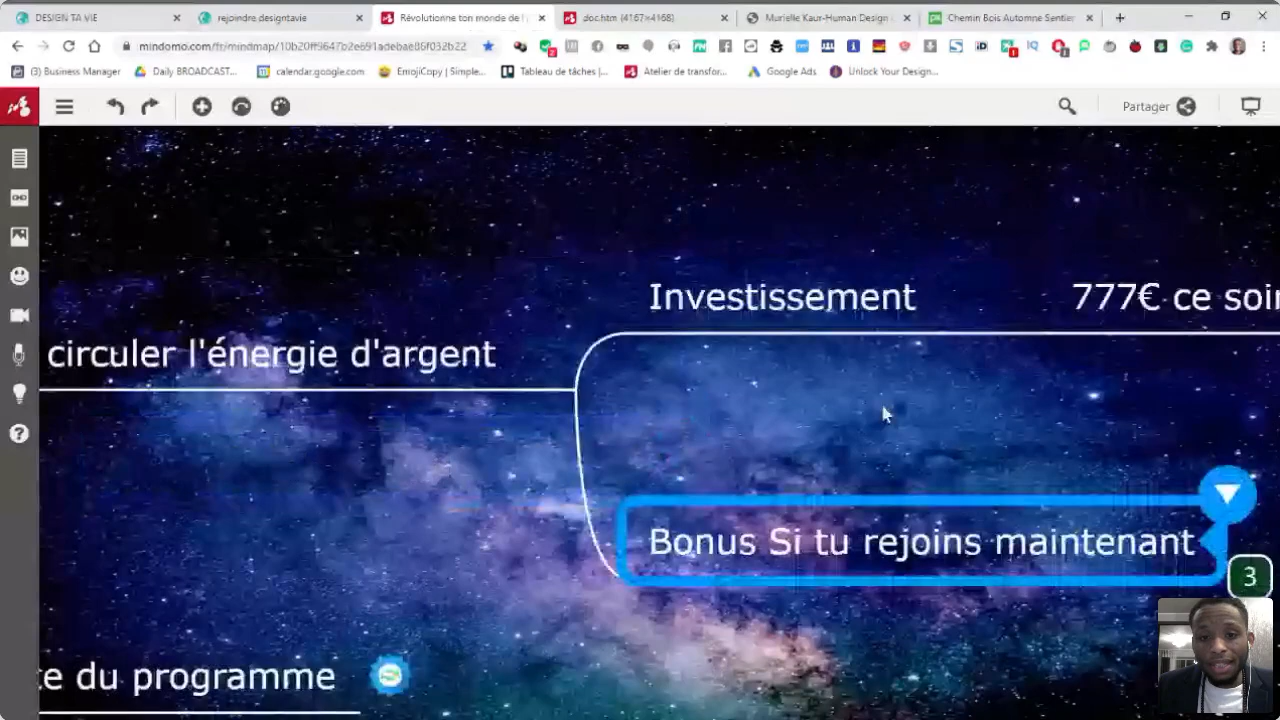 DESIGN TA VIE
rejoindre.designtavie
Révolutionne ton monde de l'
doc.htm (4167×4168)
Murielle Kaur-Human Design
Chemin Bois Automne Sentier
mindomo.com/fr/mindmap/10b20ff9647b2e691adebae86f032b22
(3) Business Manager
Daily BROADCAST...
calendar.google.com
EmojiCopy | Simple...
Tableau de tâches |...
Atelier de transfor...
Google Ads
Unlock Your Design...
Partager
Investissement
777€ ce soir
circuler l'énergie d'argent
Bonus Si tu rejoins maintenant
3
te du programme